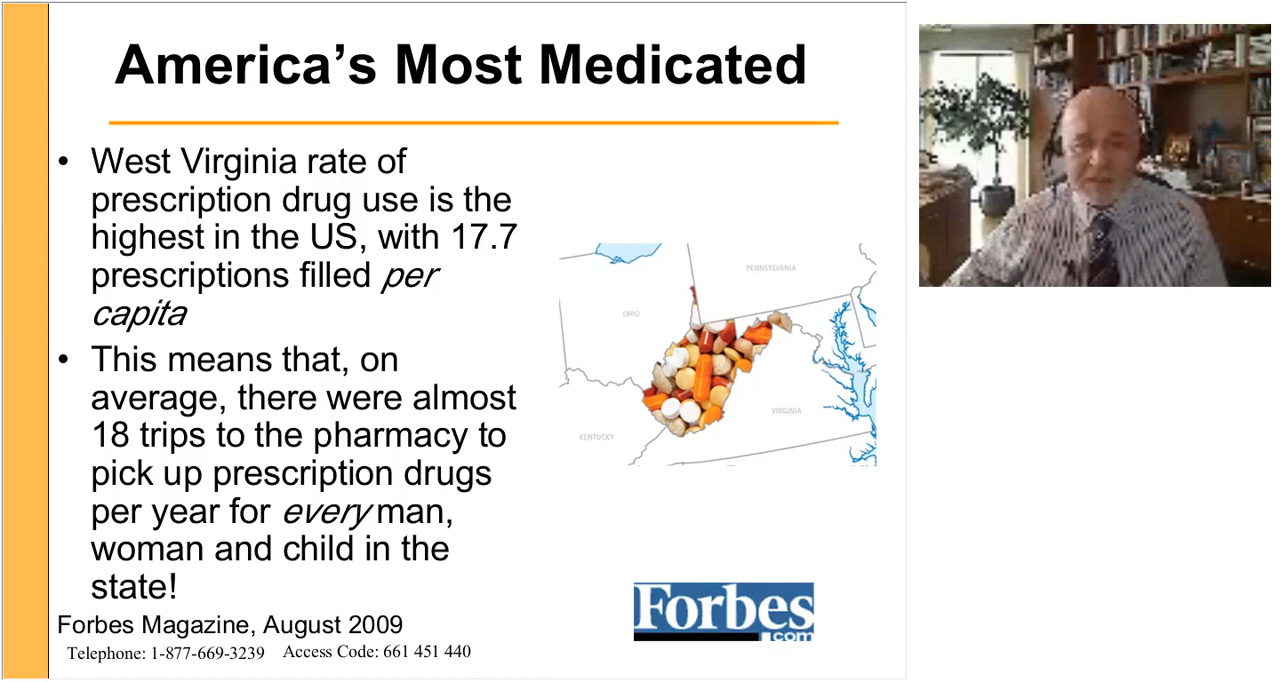 America's Most Medicated
• West Virginia rate of
prescription drug use is the
highest in the US, with 17.7
prescriptions filled per
capita
• This means that, on
average, there were almost
18 trips to the pharmacy to
pick up prescription drugs
per year for every man,
woman and child in the
state!
PENNSYLVANIA
OHIO
VIRGINIA
KENTUCKY
Forbes
.com
Forbes Magazine, August 2009
Telephone: 1-877-669-3239 Access Code: 661 451 440